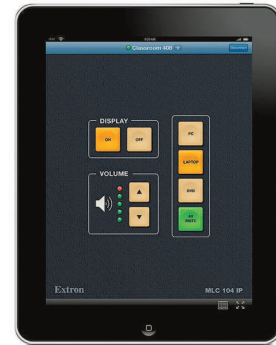 Classroom 408
DISPLAY
ON
OFF
VOLUME
PC
LAPTOP
DVD
AV MUTE
Extron
MLC 104 IP